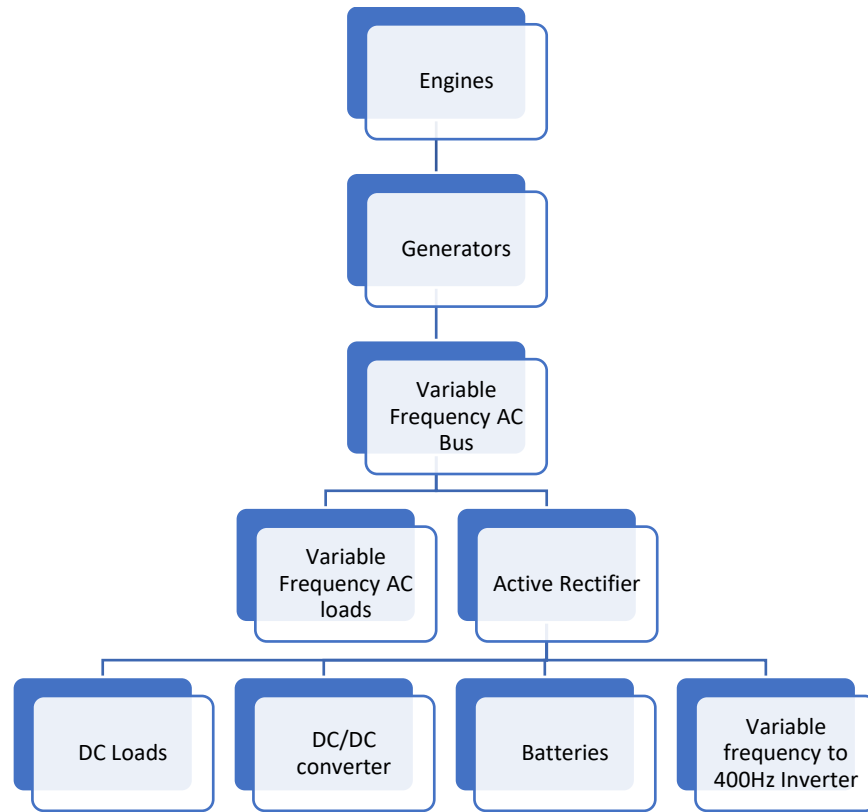 Engines
Generators
Variable
Frequency AC
Bus
Variable
Frequency AC
loads
Active Rectifier
DC Loads
DC/DC
converter
Batteries
Variable
frequency to
400Hz Inverter